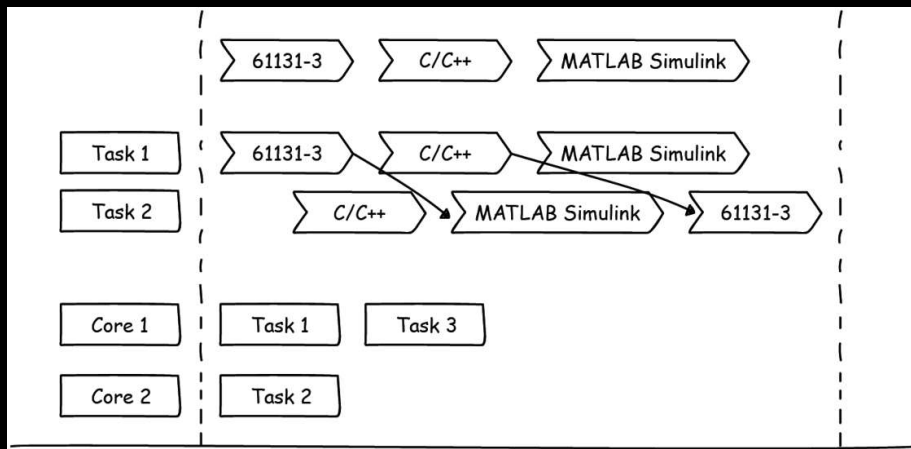 61131-3 C/C++ MATLAB Simulink
Task 1 61131-3 C/C++ MATLAB Simulink
Task 2 C/C++ MATLAB Simulink 61131-3
Core 1 Task 1 Task 3
Core 2 Task 2